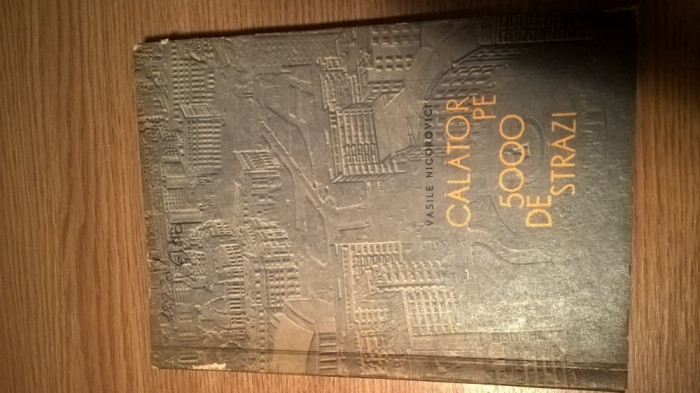 VASILE NICOROVICI
CALATOR
PE
5000
DE
STRAZI